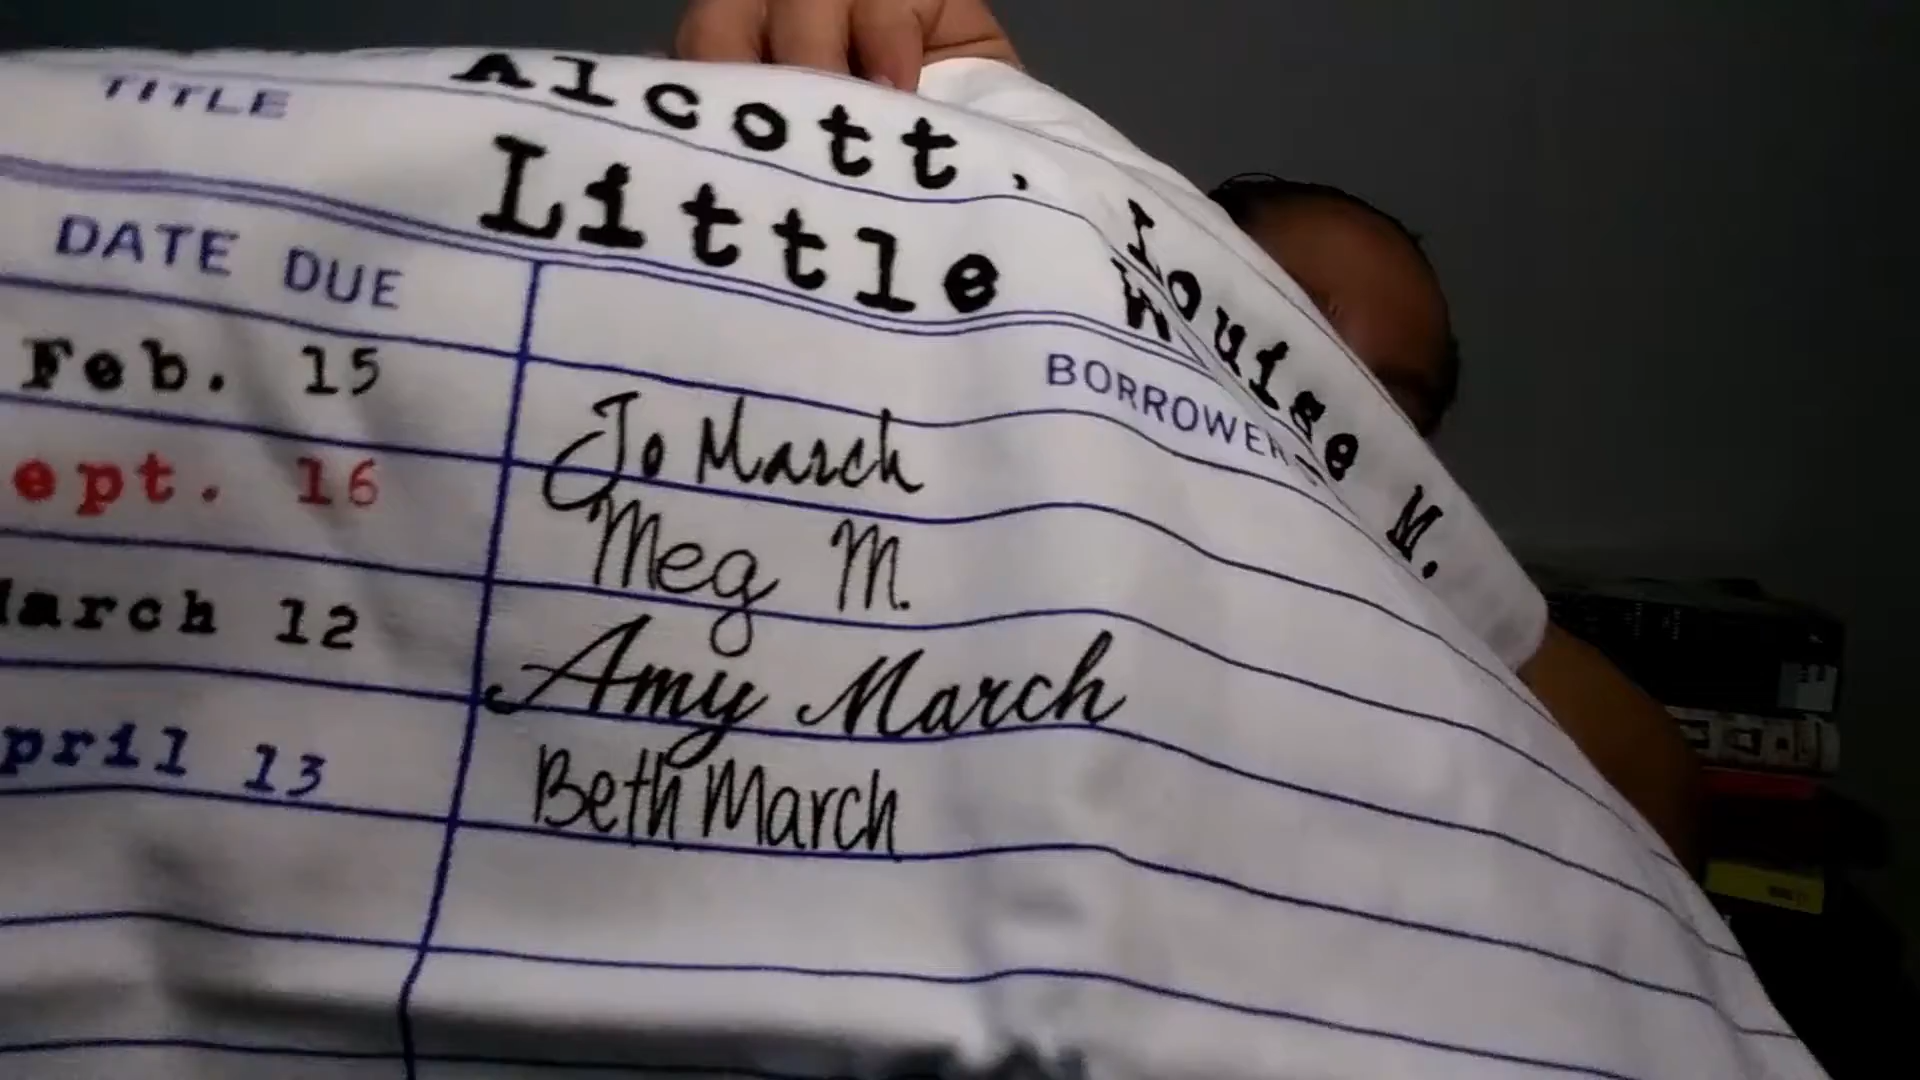 Alcott, Louise M.
TITLE Little
DATE DUE BORROWER
Feb. 15 Jo March
ept. 16 Meg M.
arch 12 Amy March
pril 13 Beth March